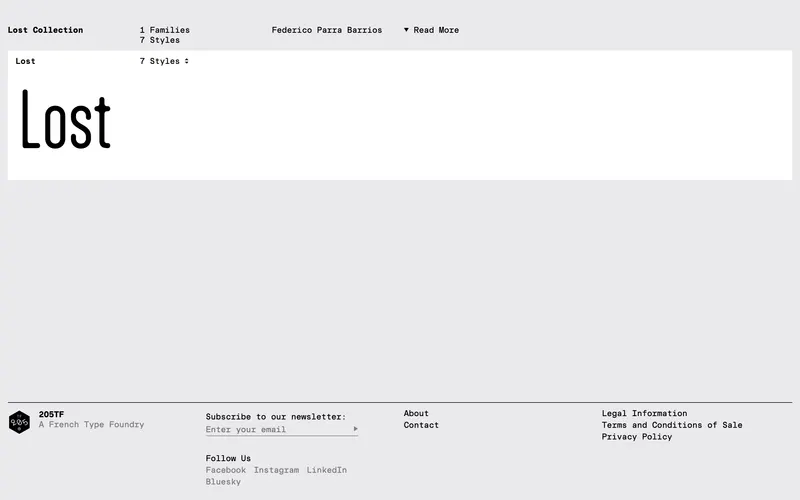 Lost Collection
1 Families
7 Styles
Federico Parra Barrios
▼ Read More
Lost
7 Styles
Lost
205
205TF
A French Type Foundry
Subscribe to our newsletter:
Enter your email
Follow Us
Facebook Instagram LinkedIn
Bluesky
About
Contact
Legal Information
Terms and Conditions of Sale
Privacy Policy